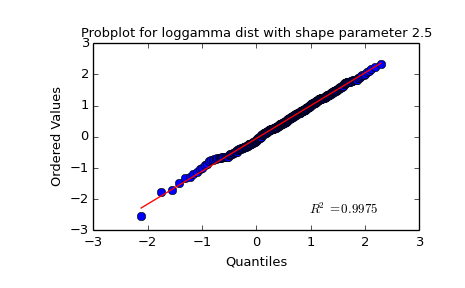 Probplot for loggamma dist with shape parameter 2.5
3
2
1
0
−1
−2
−3
Ordered Values
R² =0.9975
−3 −2 −1 0 1 2 3
Quantiles